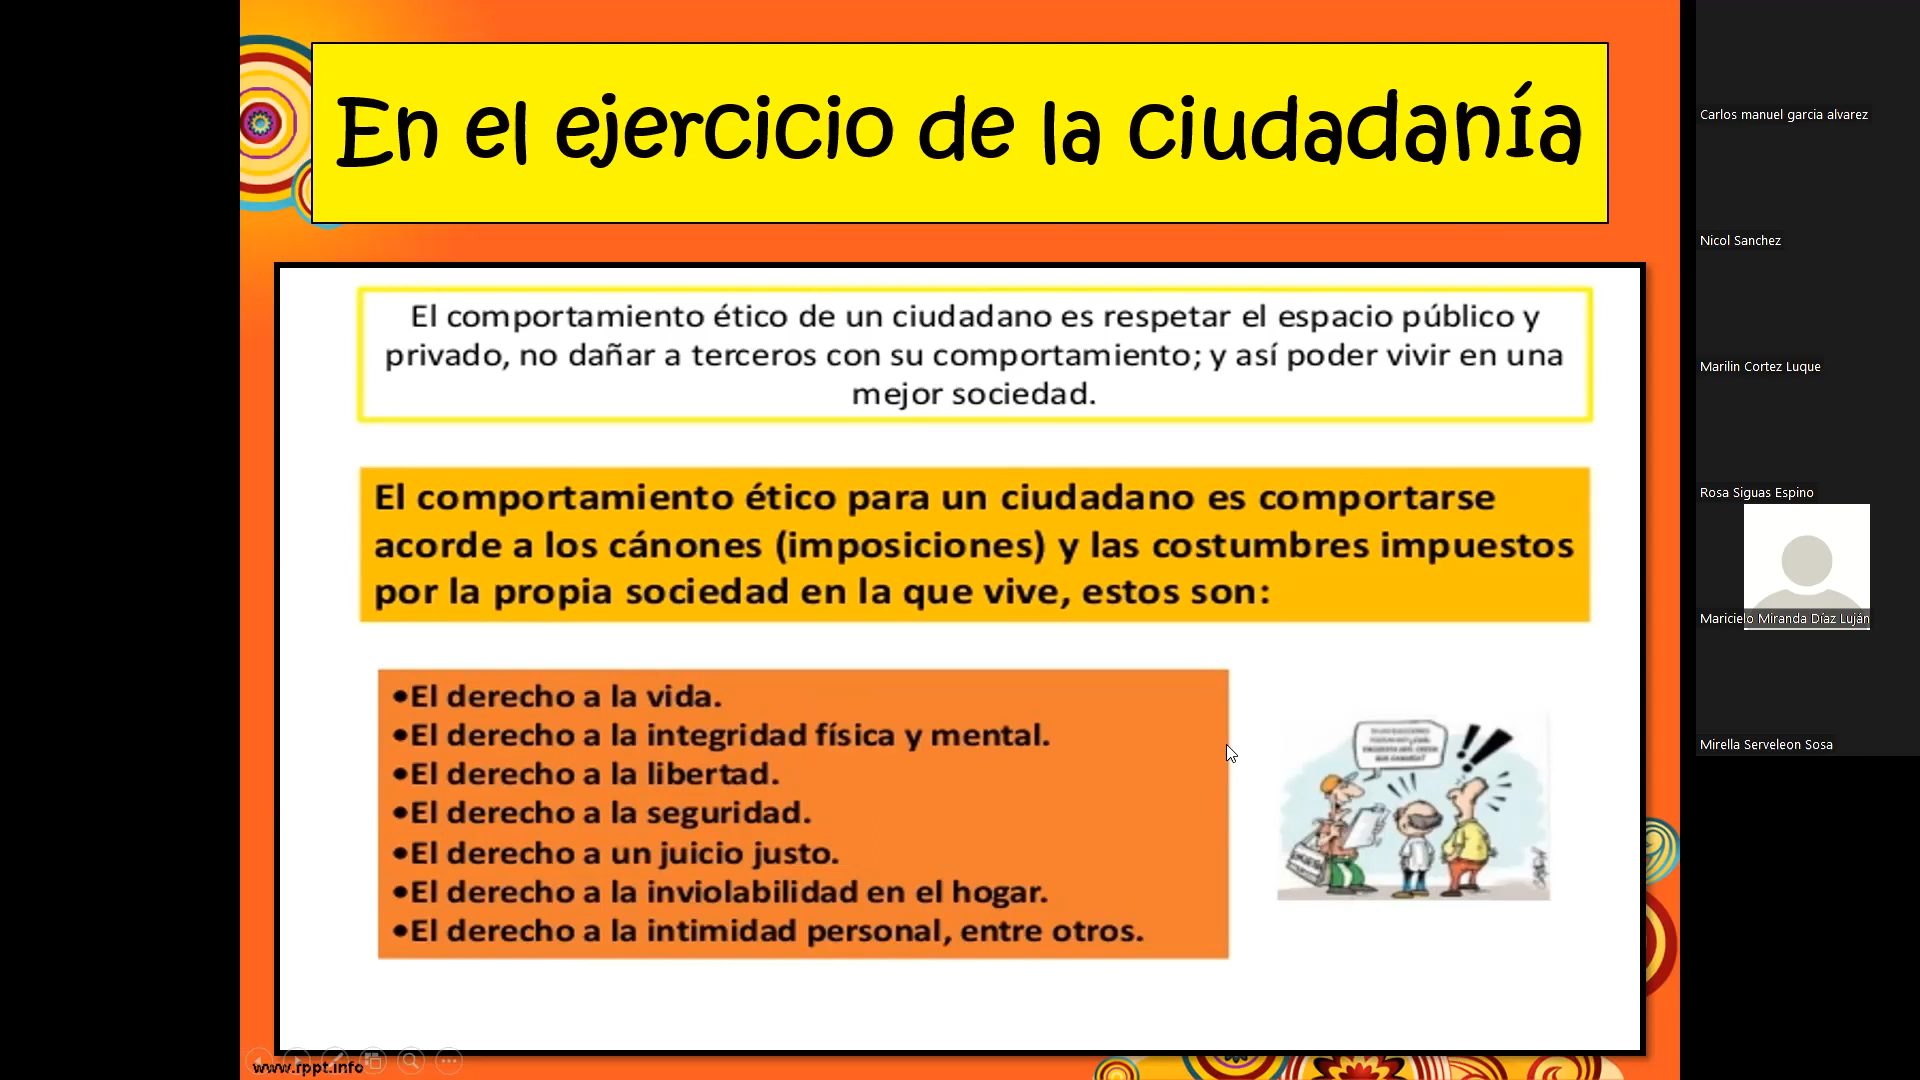 En el ejercicio de la ciudadanía
El comportamiento ético de un ciudadano es respetar el espacio público y
privado, no dañar a terceros con su comportamiento; y así poder vivir en una
mejor sociedad.
El comportamiento ético para un ciudadano es comportarse
acorde a los cánones (imposiciones) y las costumbres impuestos
por la propia sociedad en la que vive, estos son:
•El derecho a la vida.
•El derecho a la integridad física y mental.
•El derecho a la libertad.
•El derecho a la seguridad.
•El derecho a un juicio justo.
•El derecho a la inviolabilidad en el hogar.
•El derecho a la intimidad personal, entre otros.
www.rppt.info
Carlos manuel garcia alvarez
Nicol Sanchez
Marilin Cortez Luque
Rosa Siguas Espino
Maricielo Miranda Díaz Luján
Mirella Serveleon Sosa